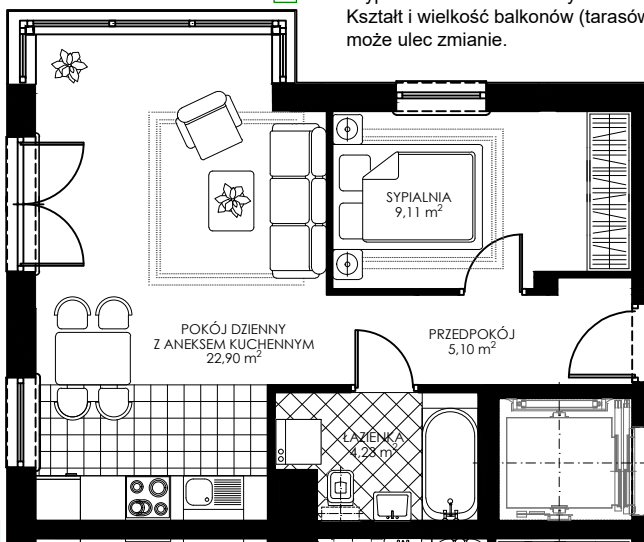 Kształt i wielkość balkonów (tarasów
może ulec zmianie.
SYPIALNIA
9,11 m²
POKÓJ DZIENNY
Z ANEKSEM KUCHENNYM
22,90 m²
PRZEDPOKÓJ
5,10 m²
ŁAZIENKA
4,23 m²